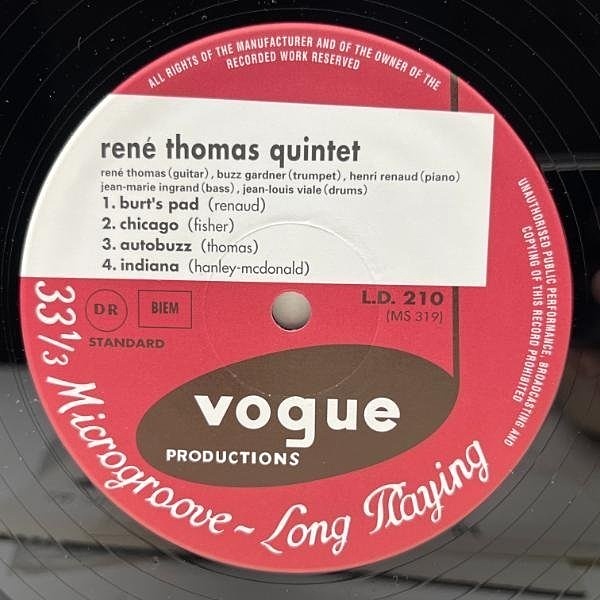 ALL RIGHTS OF THE MANUFACTURER AND OF THE OWNER OF THE
RECORDED WORK RESERVED
rené thomas quintet
rené thomas (guitar), buzz gardner (trumpet), henri renaud (piano)
jean-marie ingrand (bass), jean-louis viale (drums)
1. burt's pad (renaud)
2. chicago (fisher)
3. autobuzz (thomas)
4. indiana (hanley-mcdonald)
UNAUTHORISED PUBLIC PERFORMANCE, BROADCASTING AND
COPYING OF THIS RECORD PROHIBITED
DR
BIEM
STANDARD
L.D. 210
(MS 319)
vogue
PRODUCTIONS
33 1/3 Microgroove ~ Long Playing